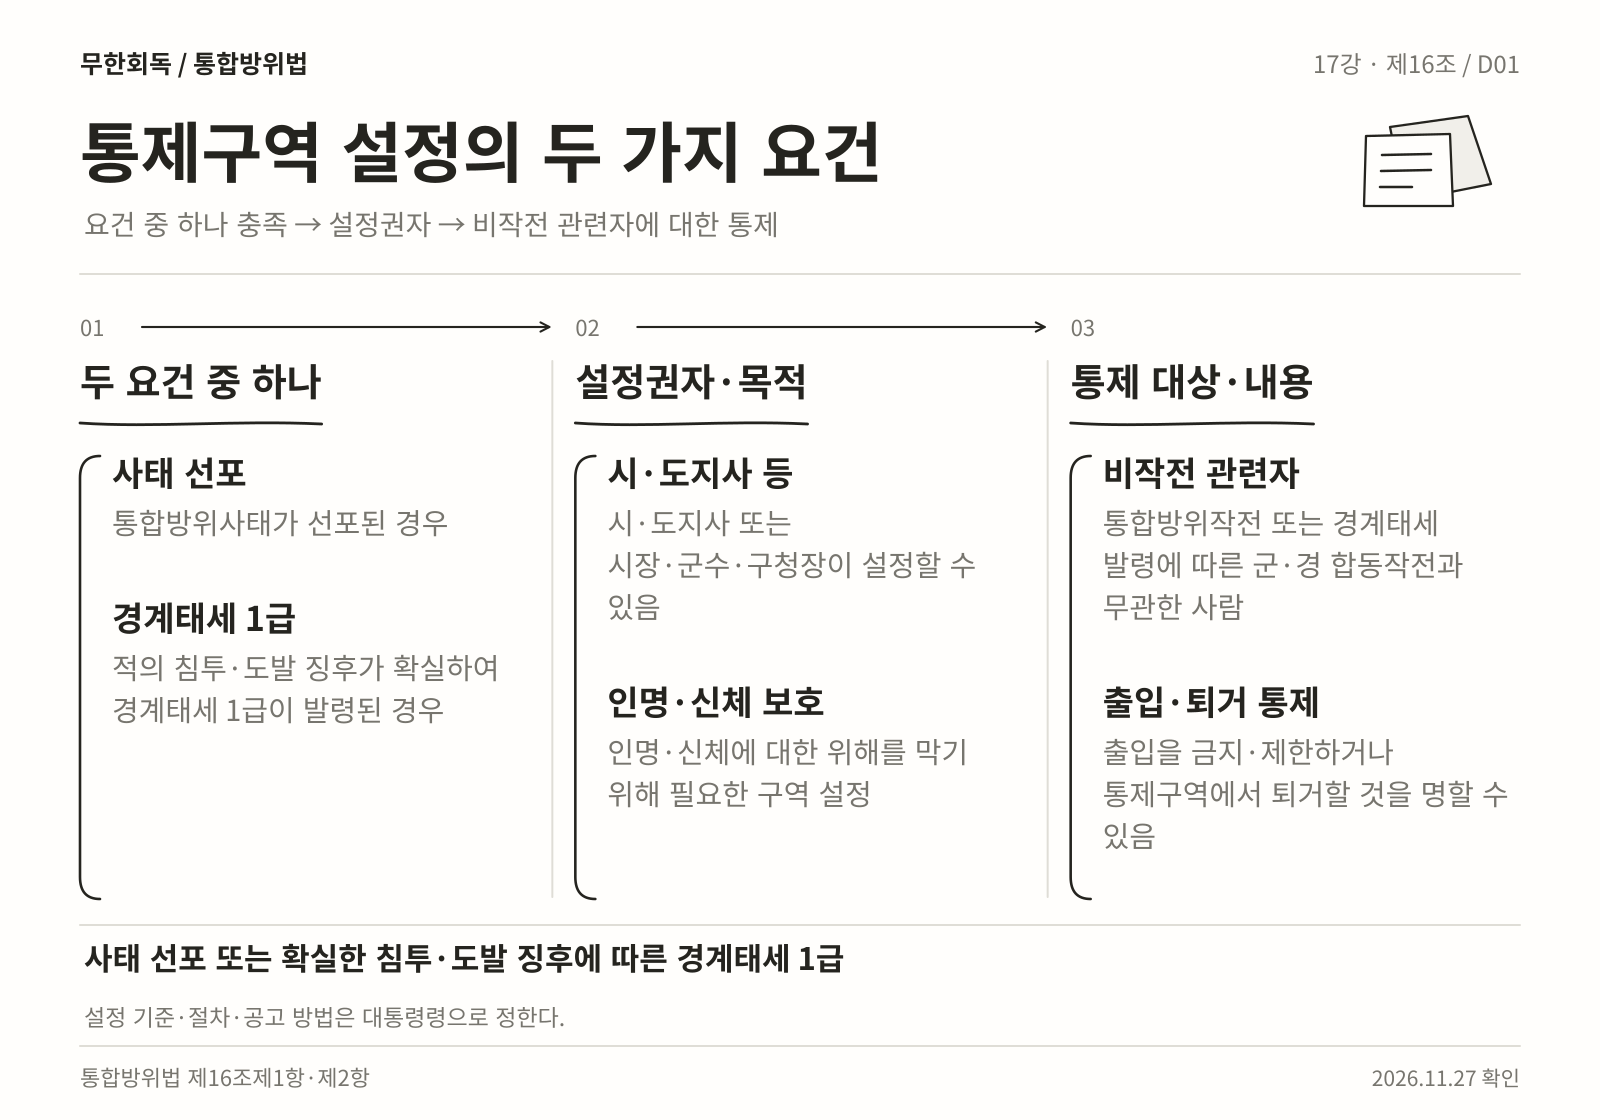 무한회독 / 통합방위법
17강 · 제16조 / D01
통제구역 설정의 두 가지 요건
요건 중 하나 충족 → 설정권자 → 비작전 관련자에 대한 통제
01
두 요건 중 하나
사태 선포
통합방위사태가 선포된 경우
경계태세 1급
적의 침투·도발 징후가 확실하여
경계태세 1급이 발령된 경우
02
설정권자·목적
시·도지사 등
시·도지사 또는
시장·군수·구청장이 설정할 수
있음
인명·신체 보호
인명·신체에 대한 위해를 막기
위해 필요한 구역 설정
03
통제 대상·내용
비작전 관련자
통합방위작전 또는 경계태세
발령에 따른 군·경 합동작전과
무관한 사람
출입·퇴거 통제
출입을 금지·제한하거나
통제구역에서 퇴거할 것을 명할 수
있음
사태 선포 또는 확실한 침투·도발 징후에 따른 경계태세 1급
설정 기준·절차·공고 방법은 대통령령으로 정한다.
통합방위법 제16조제1항·제2항
2026.11.27 확인